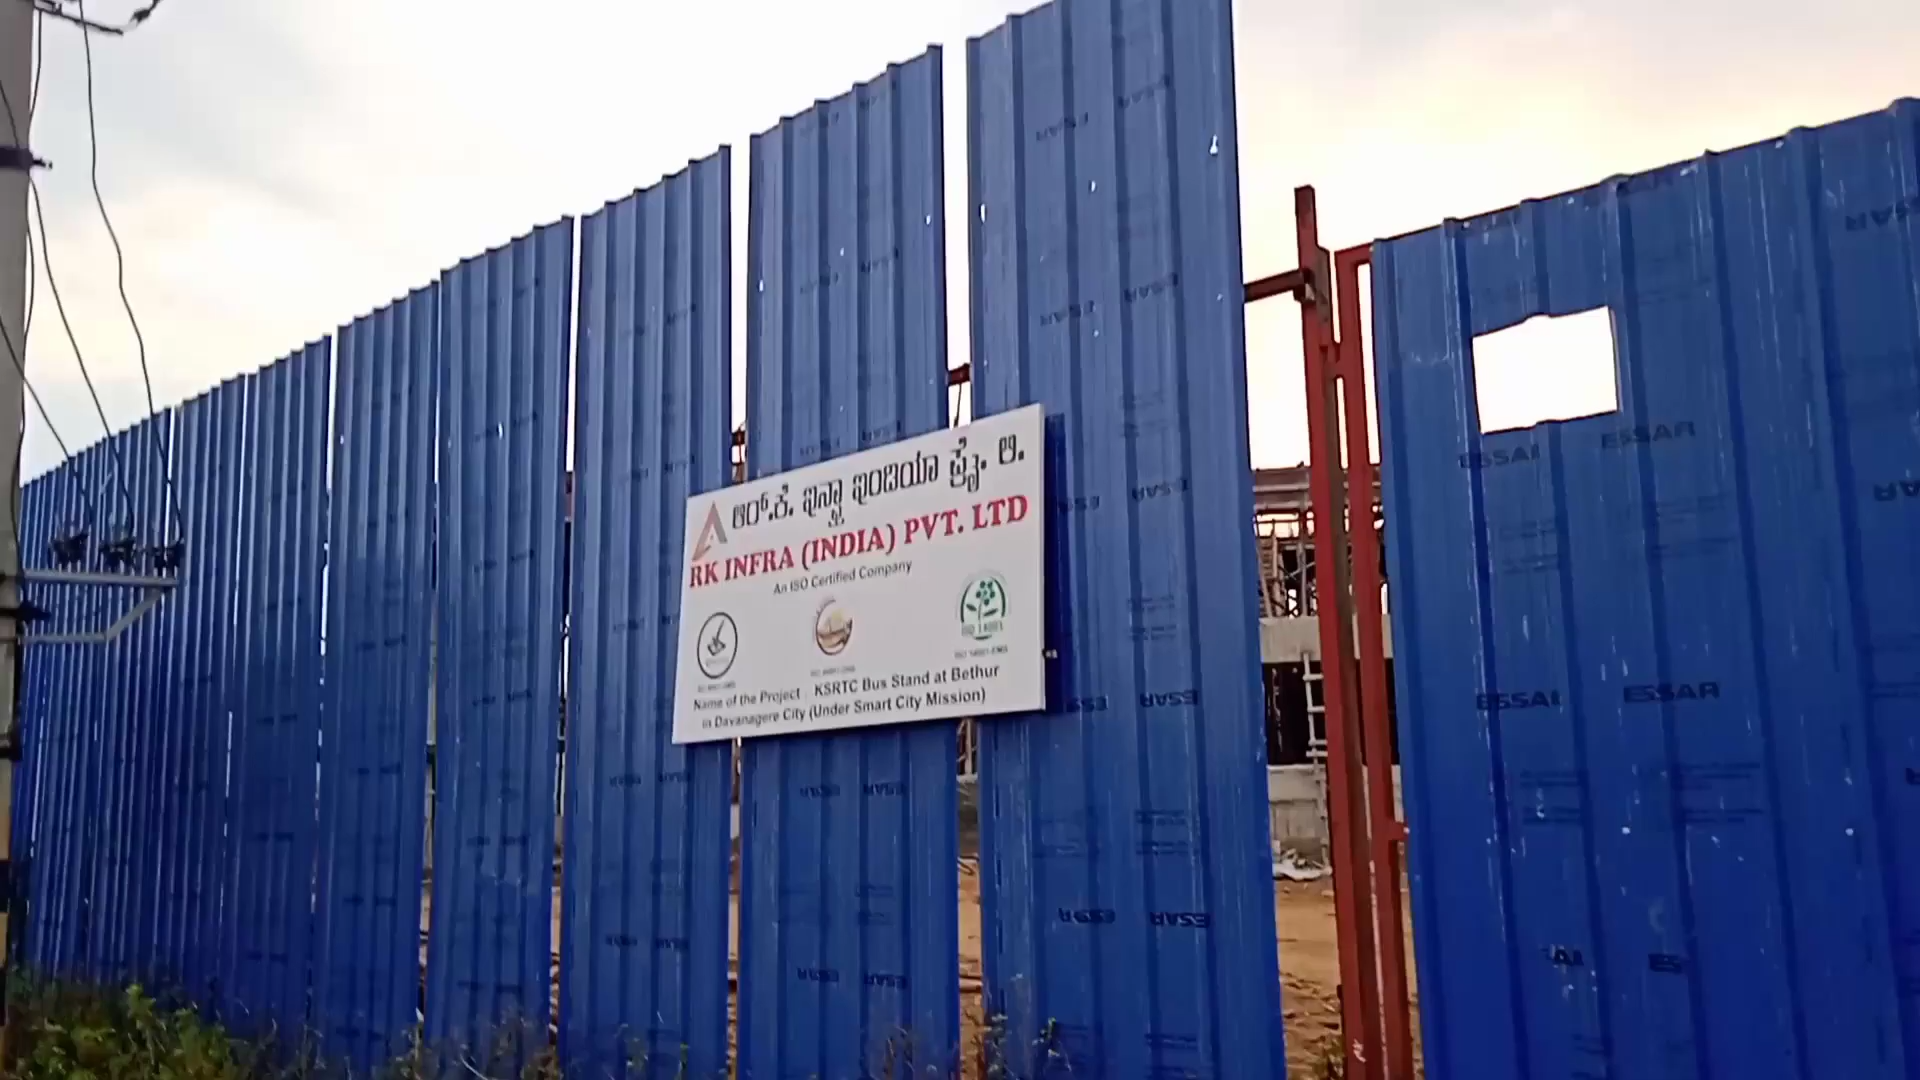 ಆರ್.ಕೆ. ಇನ್ಫ್ರಾ ಇಂಡಿಯಾ ಪ್ರೈ. ಲಿ.
RK INFRA (INDIA) PVT. LTD
An ISO Certified Company
Name of the Project : KSRTC Bus Stand at Bethur
in Davanagere City (Under Smart City Mission)
ESSAR
ESSAR
ESSAR